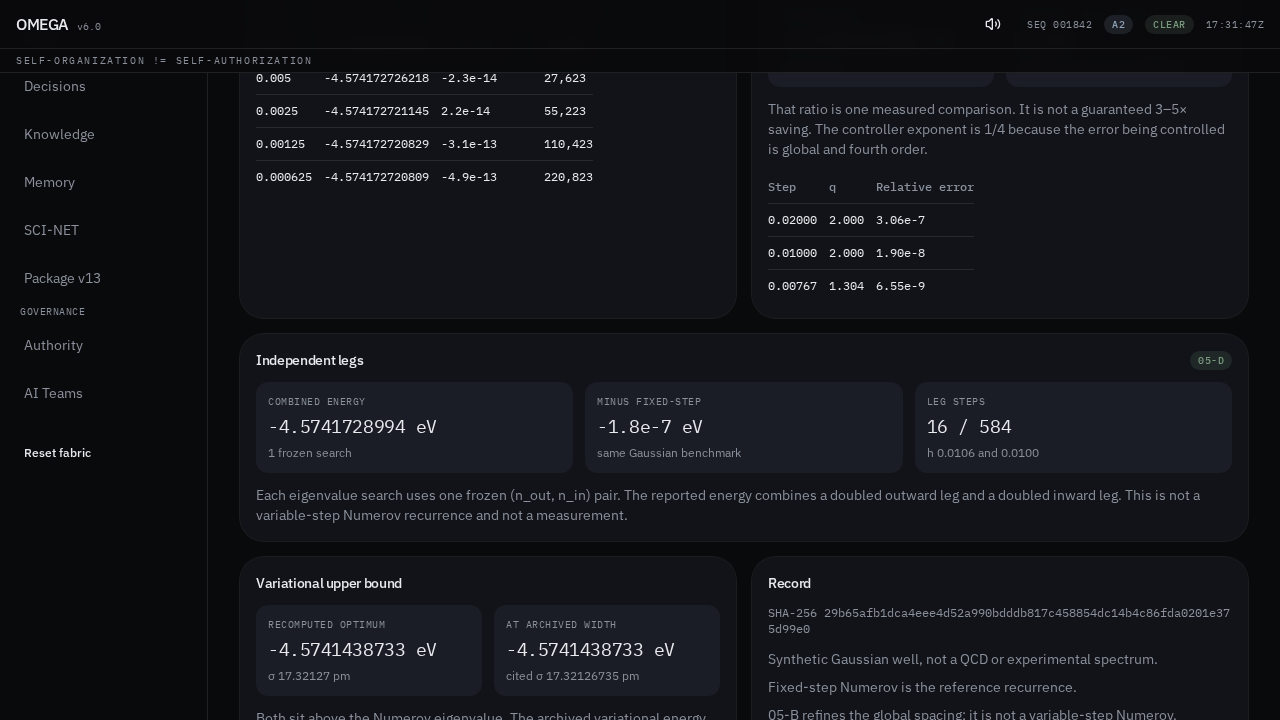 OMEGA v6.0
SEQ 001842 A2 CLEAR 17:31:47Z
SELF-ORGANIZATION != SELF-AUTHORIZATION
Decisions
Knowledge
Memory
SCI-NET
Package v13
GOVERNANCE
Authority
AI Teams
Reset fabric
0.005 -4.574172726218 -2.3e-14 27,623
0.0025 -4.574172721145 2.2e-14 55,223
0.00125 -4.574172720829 -3.1e-13 110,423
0.000625 -4.574172720809 -4.9e-13 220,823
That ratio is one measured comparison. It is not a guaranteed 3–5×
saving. The controller exponent is 1/4 because the error being controlled
is global and fourth order.
Step q Relative error
0.02000 2.000 3.06e-7
0.01000 2.000 1.90e-8
0.00767 1.304 6.55e-9
Independent legs
05-D
COMBINED ENERGY
-4.5741728994 eV
1 frozen search
MINUS FIXED-STEP
-1.8e-7 eV
same Gaussian benchmark
LEG STEPS
16 / 584
h 0.0106 and 0.0100
Each eigenvalue search uses one frozen (n_out, n_in) pair. The reported energy combines a doubled outward leg and a doubled inward leg. This is not a
variable-step Numerov recurrence and not a measurement.
Variational upper bound
RECOMPUTED OPTIMUM
-4.5741438733 eV
σ 17.32127 pm
AT ARCHIVED WIDTH
-4.5741438733 eV
cited σ 17.32126735 pm
Both sit above the Numerov eigenvalue. The archived variational energy
Record
SHA-256 29b65afb1dca4eee4d52a990bdddb817c458854dc14b4c86fda0201e37
5d99e0
Synthetic Gaussian well, not a QCD or experimental spectrum.
Fixed-step Numerov is the reference recurrence.
05-B refines the global spacing; it is not a variable-step Numerov.